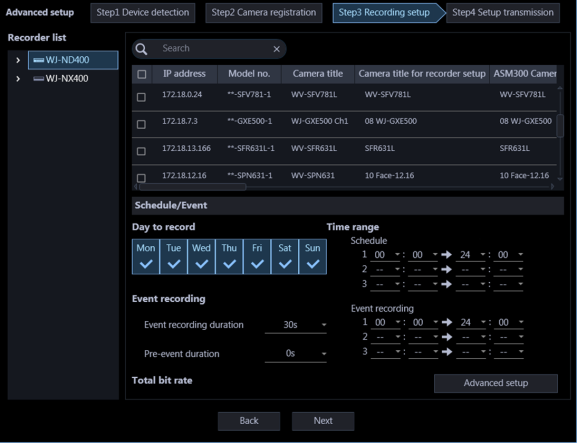 Advanced setup Step1 Device detection Step2 Camera registration Step3 Recording setup Step4 Setup transmission
Recorder list
WJ-ND400
WJ-NX400
Search
IP address Model no. Camera title Camera title for recorder setup ASM300 Camer
172.18.0.24 **-SFV781-1 WV-SFV781L WV-SFV781L WV-SFV781L
172.18.7.3 **-GXE500-1 WJ-GXE500 Ch1 08 WJ-GXE500 08 WJ-GXE500
172.18.13.166 **-SFR631L-1 WV-SFR631L SFR631L SFR631L
172.18.12.16 **-SPN631-1 WV-SPN631 10 Face-12.16 10 Face-12.16
Schedule/Event
Day to record Time range
Mon Tue Wed Thu Fri Sat Sun
Schedule
1 00 : 00 24 : 00
2 -- : -- -- : --
3 -- : -- -- : --
Event recording
Event recording duration 30s
Pre-event duration 0s
Event recording
1 00 : 00 24 : 00
2 -- : -- -- : --
3 -- : -- -- : --
Total bit rate Advanced setup
Back Next